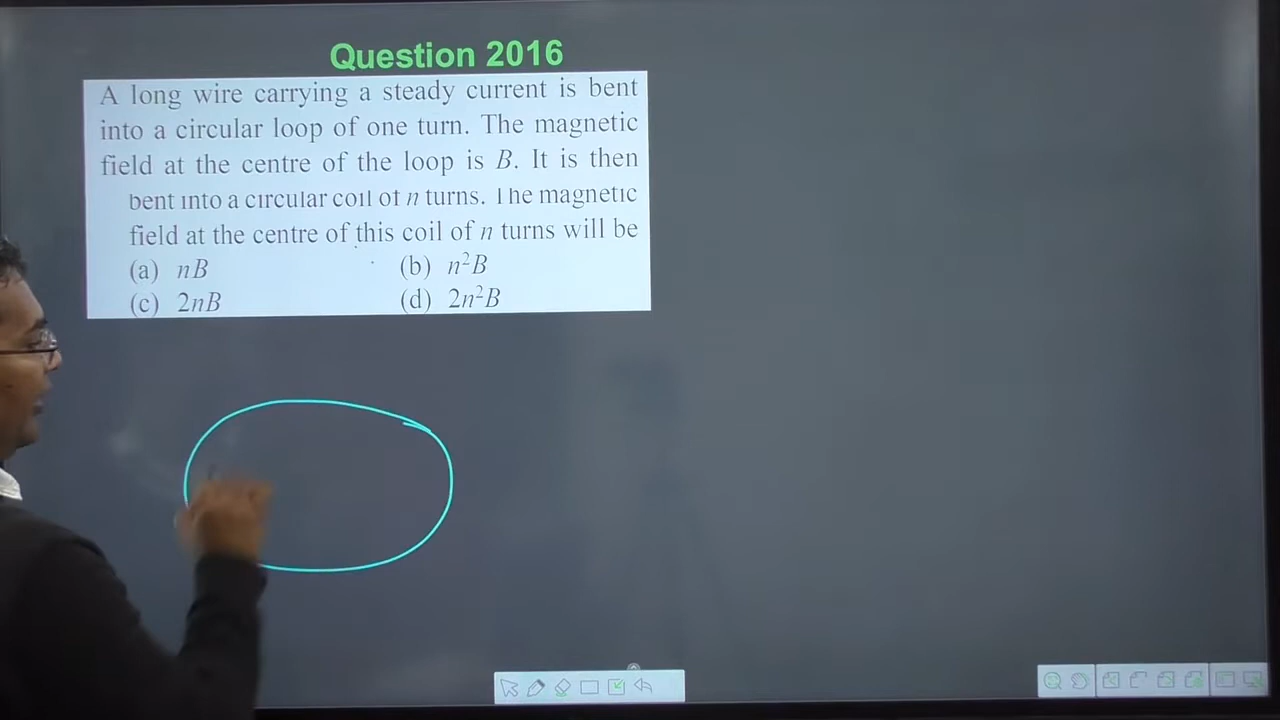 Question 2016
A long wire carrying a steady current is bent
into a circular loop of one turn. The magnetic
field at the centre of the loop is B. It is then
bent into a circular coil of n turns. The magnetic
field at the centre of this coil of n turns will be
(a) nB (b) n²B
(c) 2nB (d) 2n²B